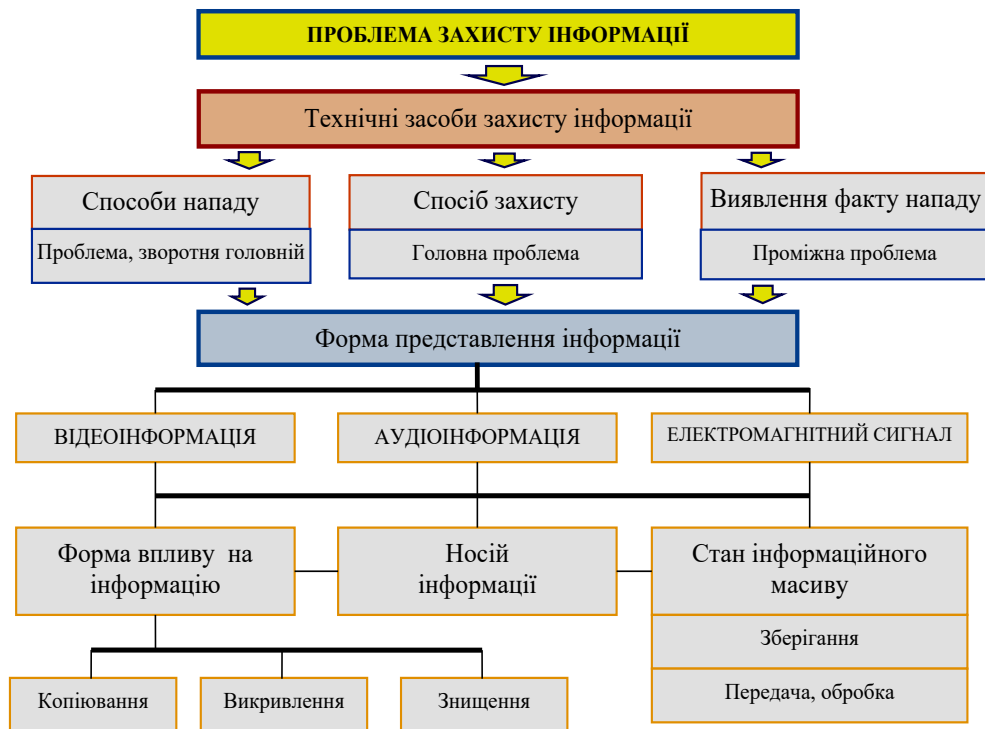 ПРОБЛЕМА ЗАХИСТУ ІНФОРМАЦІЇ
Технічні засоби захисту інформації
Способи нападу
Проблема, зворотня головній
Спосіб захисту
Головна проблема
Виявлення факту нападу
Проміжна проблема
Форма представлення інформації
ВІДЕОІНФОРМАЦІЯ
АУДІОІНФОРМАЦІЯ
ЕЛЕКТРОМАГНІТНИЙ СИГНАЛ
Форма впливу на
інформацію
Носій
інформації
Стан інформаційного
масиву
Зберігання
Передача, обробка
Копіювання
Викривлення
Знищення